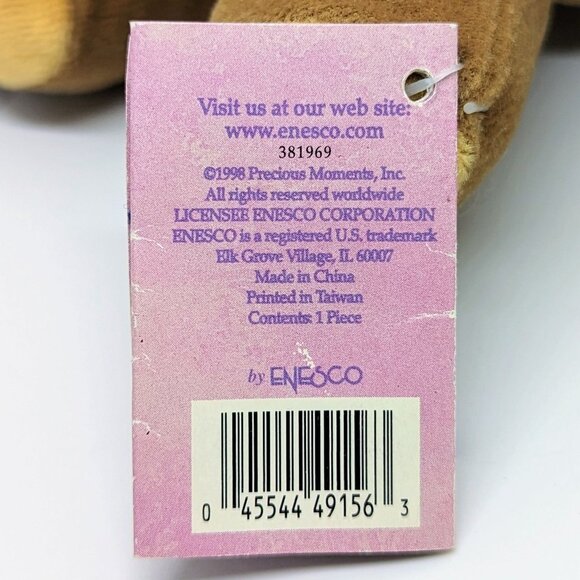 Visit us at our web site:
www.enesco.com
381969
©1998 Precious Moments, Inc.
All rights reserved worldwide
LICENSEE ENESCO CORPORATION
ENESCO is a registered U.S. trademark
Elk Grove Village, IL 60007
Made in China
Printed in Taiwan
Contents: 1 Piece
by ENESCO
0 45544 49156 3